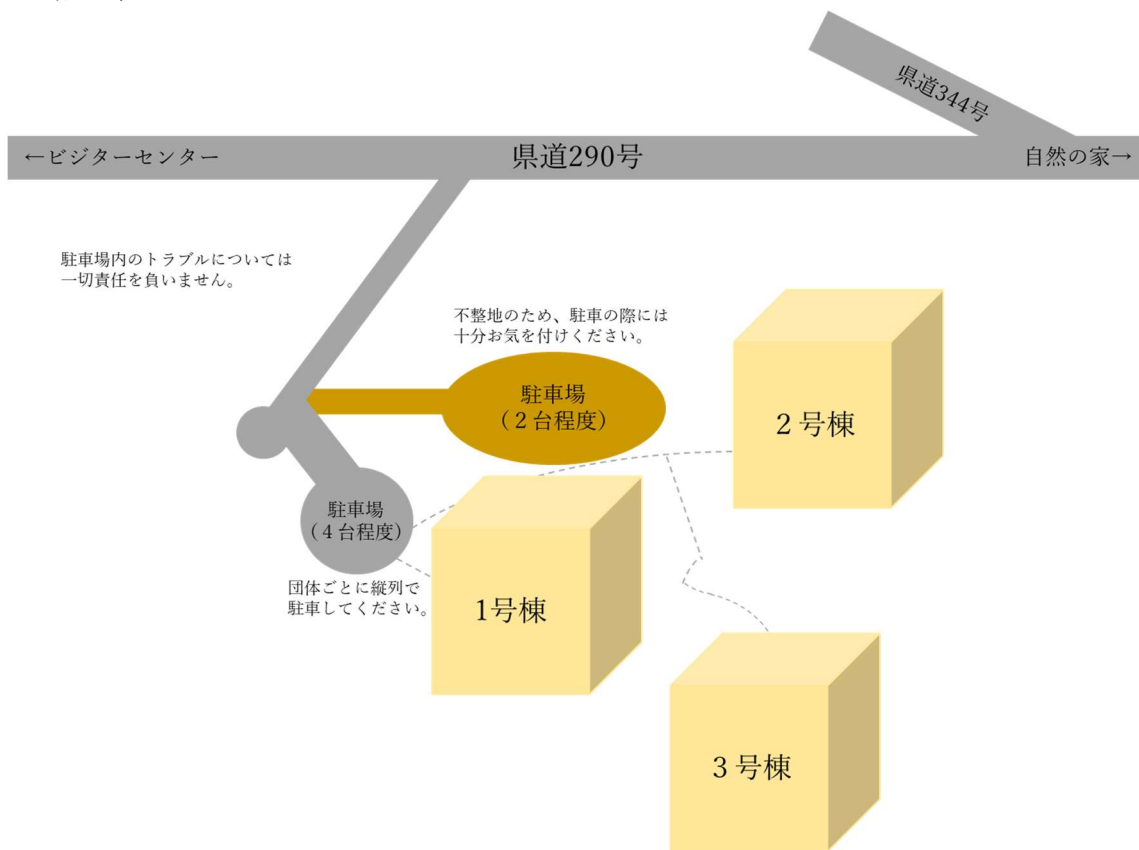 県道344号
←ビジターセンター
県道290号
自然の家→
駐車場内のトラブルについては
一切責任を負いません。
不整地のため、駐車の際には
十分お気を付けください。
駐車場
（２台程度）
２号棟
駐車場
（４台程度）
団体ごとに縦列で
駐車してください。
1号棟
３号棟